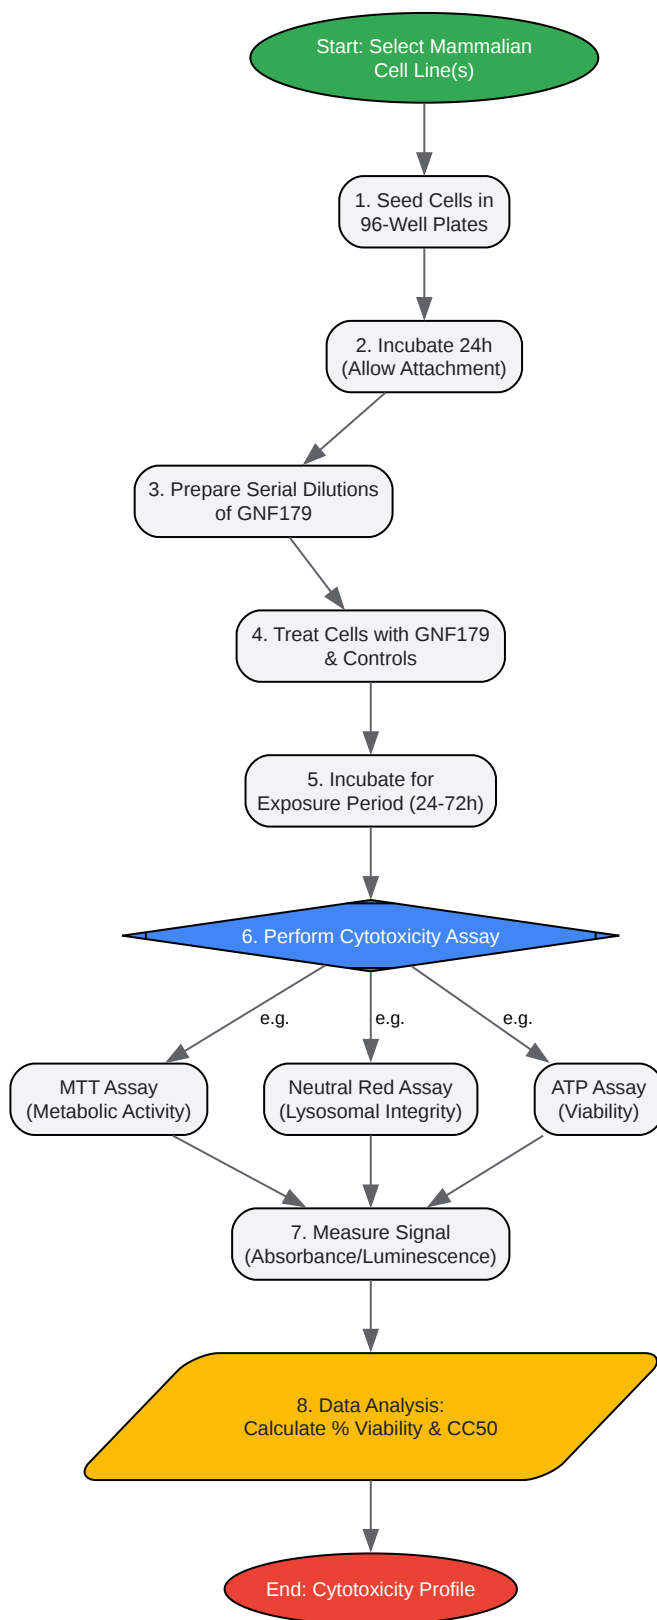 Start: Select Mammalian
Cell Line(s)
1. Seed Cells in
96-Well Plates
2. Incubate 24h
(Allow Attachment)
3. Prepare Serial Dilutions
of GNF179
4. Treat Cells with GNF179
& Controls
5. Incubate for
Exposure Period (24-72h)
6. Perform Cytotoxicity Assay
e.g.
e.g.
e.g.
MTT Assay
(Metabolic Activity)
Neutral Red Assay
(Lysosomal Integrity)
ATP Assay
(Viability)
7. Measure Signal
(Absorbance/Luminescence)
8. Data Analysis:
Calculate % Viability & CC50
End: Cytotoxicity Profile